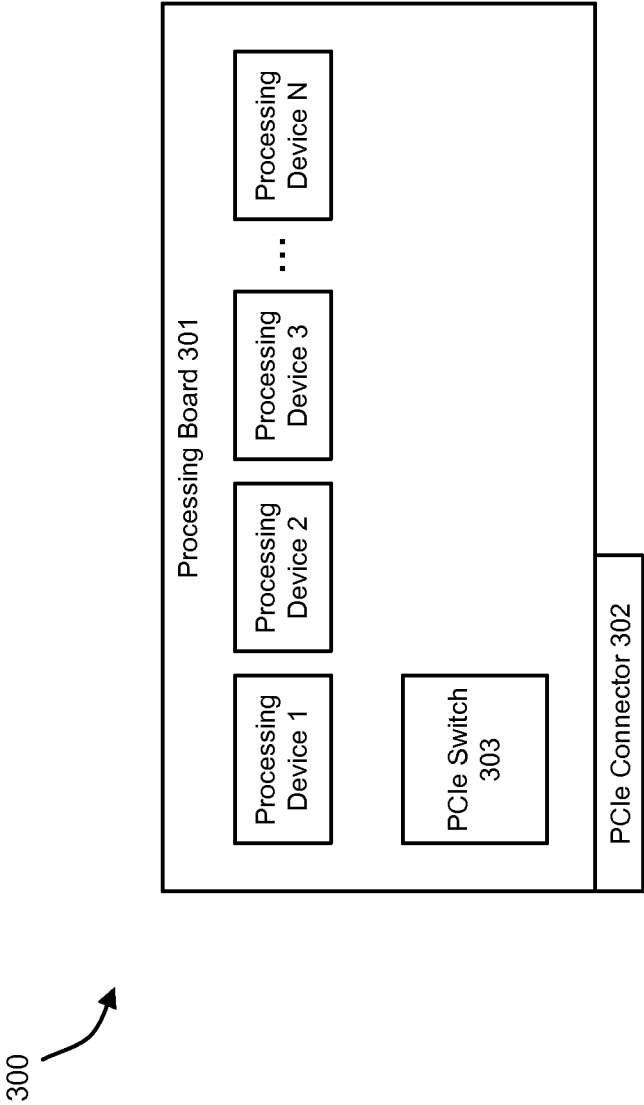 300
Processing Board 301
Processing
Device 1
Processing
Device 2
Processing
Device 3
...
Processing
Device N
PCIe Switch
303
PCIe Connector 302